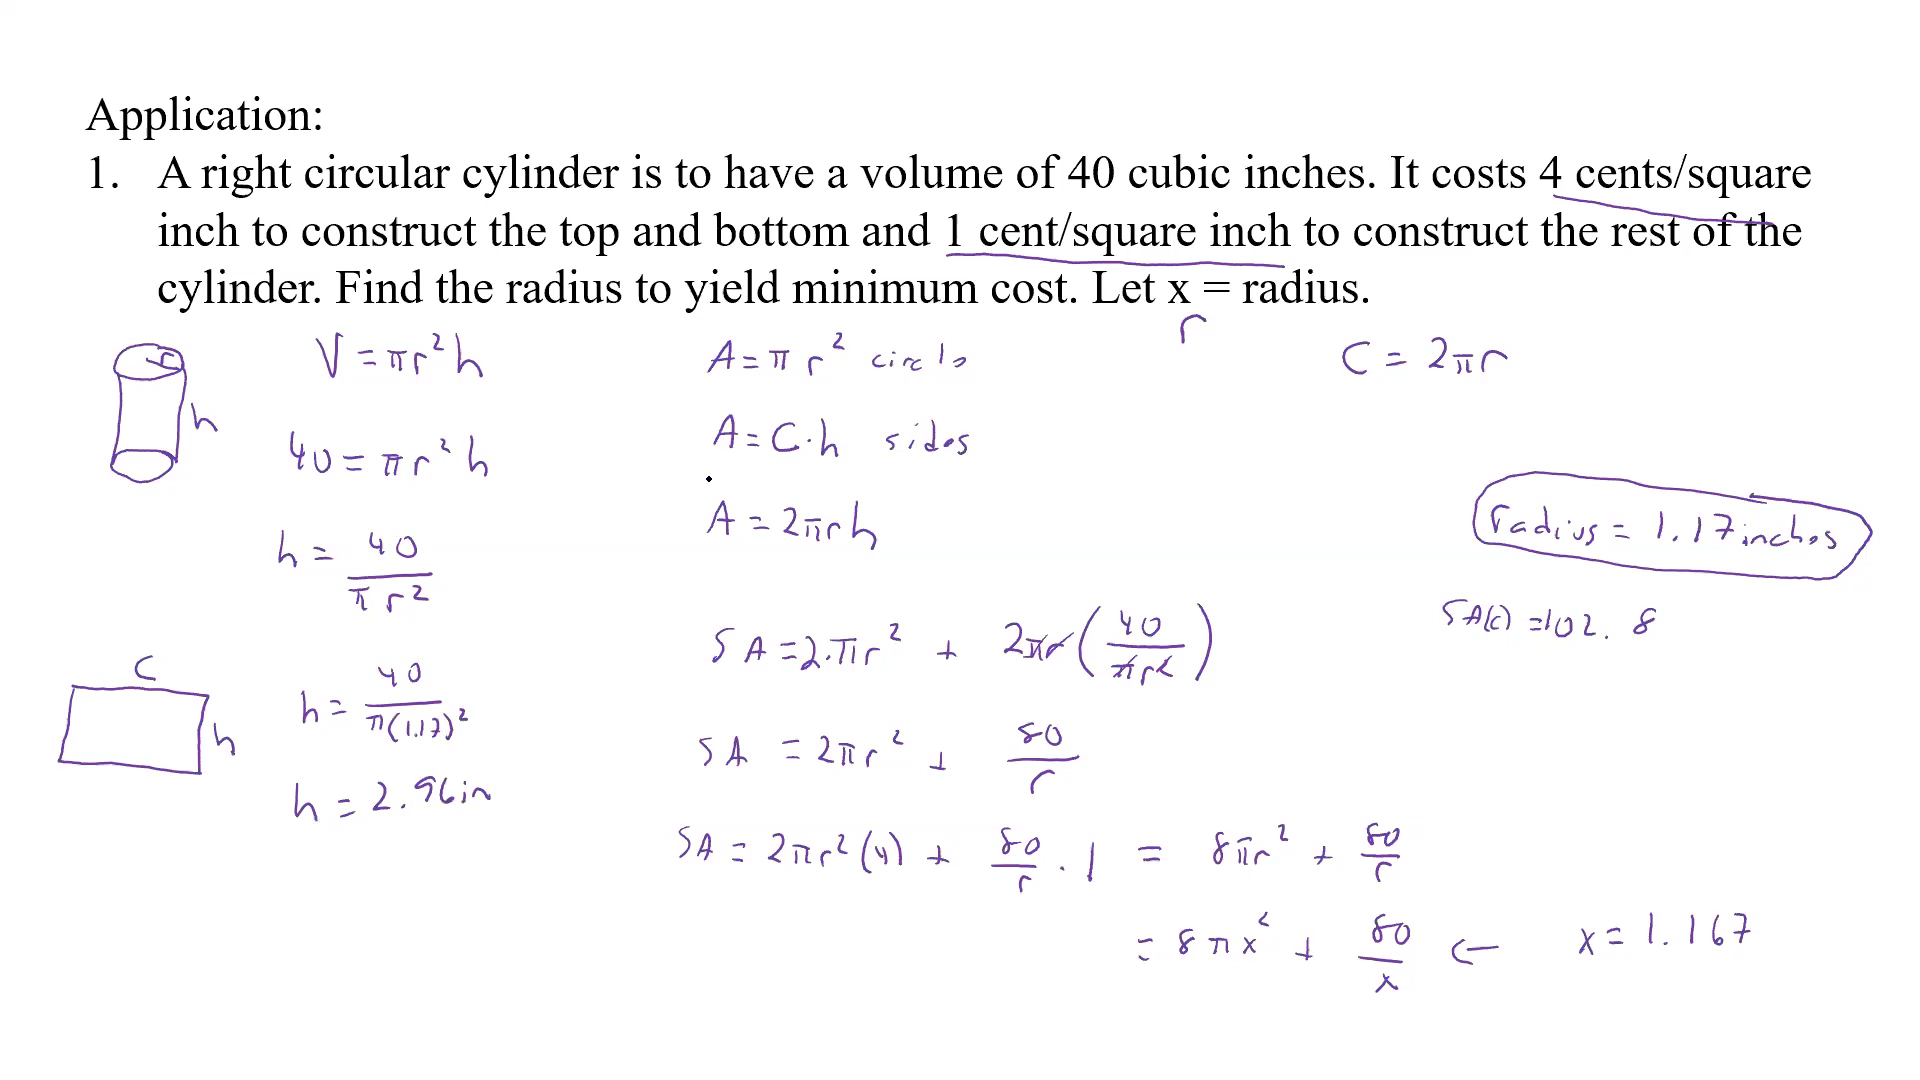 Application:
1. A right circular cylinder is to have a volume of 40 cubic inches. It costs 4 cents/square
inch to construct the top and bottom and 1 cent/square inch to construct the rest of the
cylinder. Find the radius to yield minimum cost. Let x = radius.
r
r
h
V = πr²h
40 = πr²h
h = 40/πr²
C
h
h = 40/π(1.17)²
h = 2.96in
A = πr² circle
A = C·h sides
A = 2πrh
SA = 2·πr² + 2πr(40/πr²)
SA = 2πr² + 80/r
SA = 2πr²(4) + 80/r · 1 = 8πr² + 80/r
= 8πx² + 80/x ← x = 1.167
C = 2πr
radius = 1.17inches
SA(c) = 102.8